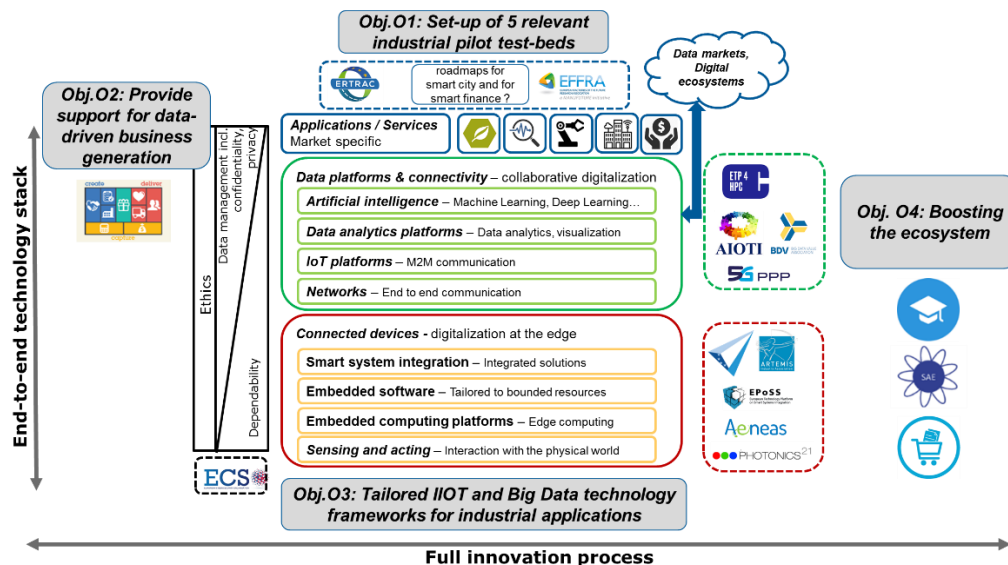 Obj.O1: Set-up of 5 relevant
industrial pilot test-beds
Data markets,
Digital
ecosystems
ERTRAC
roadmaps for
smart city and for
smart finance ?
EFFRA
Obj.O2: Provide
support for data-
driven business
generation
create
deliver
capture
Applications / Services
Market specific
End-to-end technology stack
Ethics
Data management incl.
confidentiality,
privacy
Dependability
Data platforms & connectivity – collaborative digitalization
Artificial intelligence – Machine Learning, Deep Learning...
Data analytics platforms – Data analytics, visualization
IoT platforms – M2M communication
Networks – End to end communication
ETP 4
HPC
AIOTI
BDV
5G PPP
Obj. O4: Boosting
the ecosystem
Connected devices - digitalization at the edge
Smart system integration – Integrated solutions
Embedded software – Tailored to bounded resources
Embedded computing platforms – Edge computing
Sensing and acting – Interaction with the physical world
ARTEMIS
EPoSS
Aeneas
PHOTONICS21
SAE
ECS
Obj.O3: Tailored IIOT and Big Data technology
frameworks for industrial applications
Full innovation process